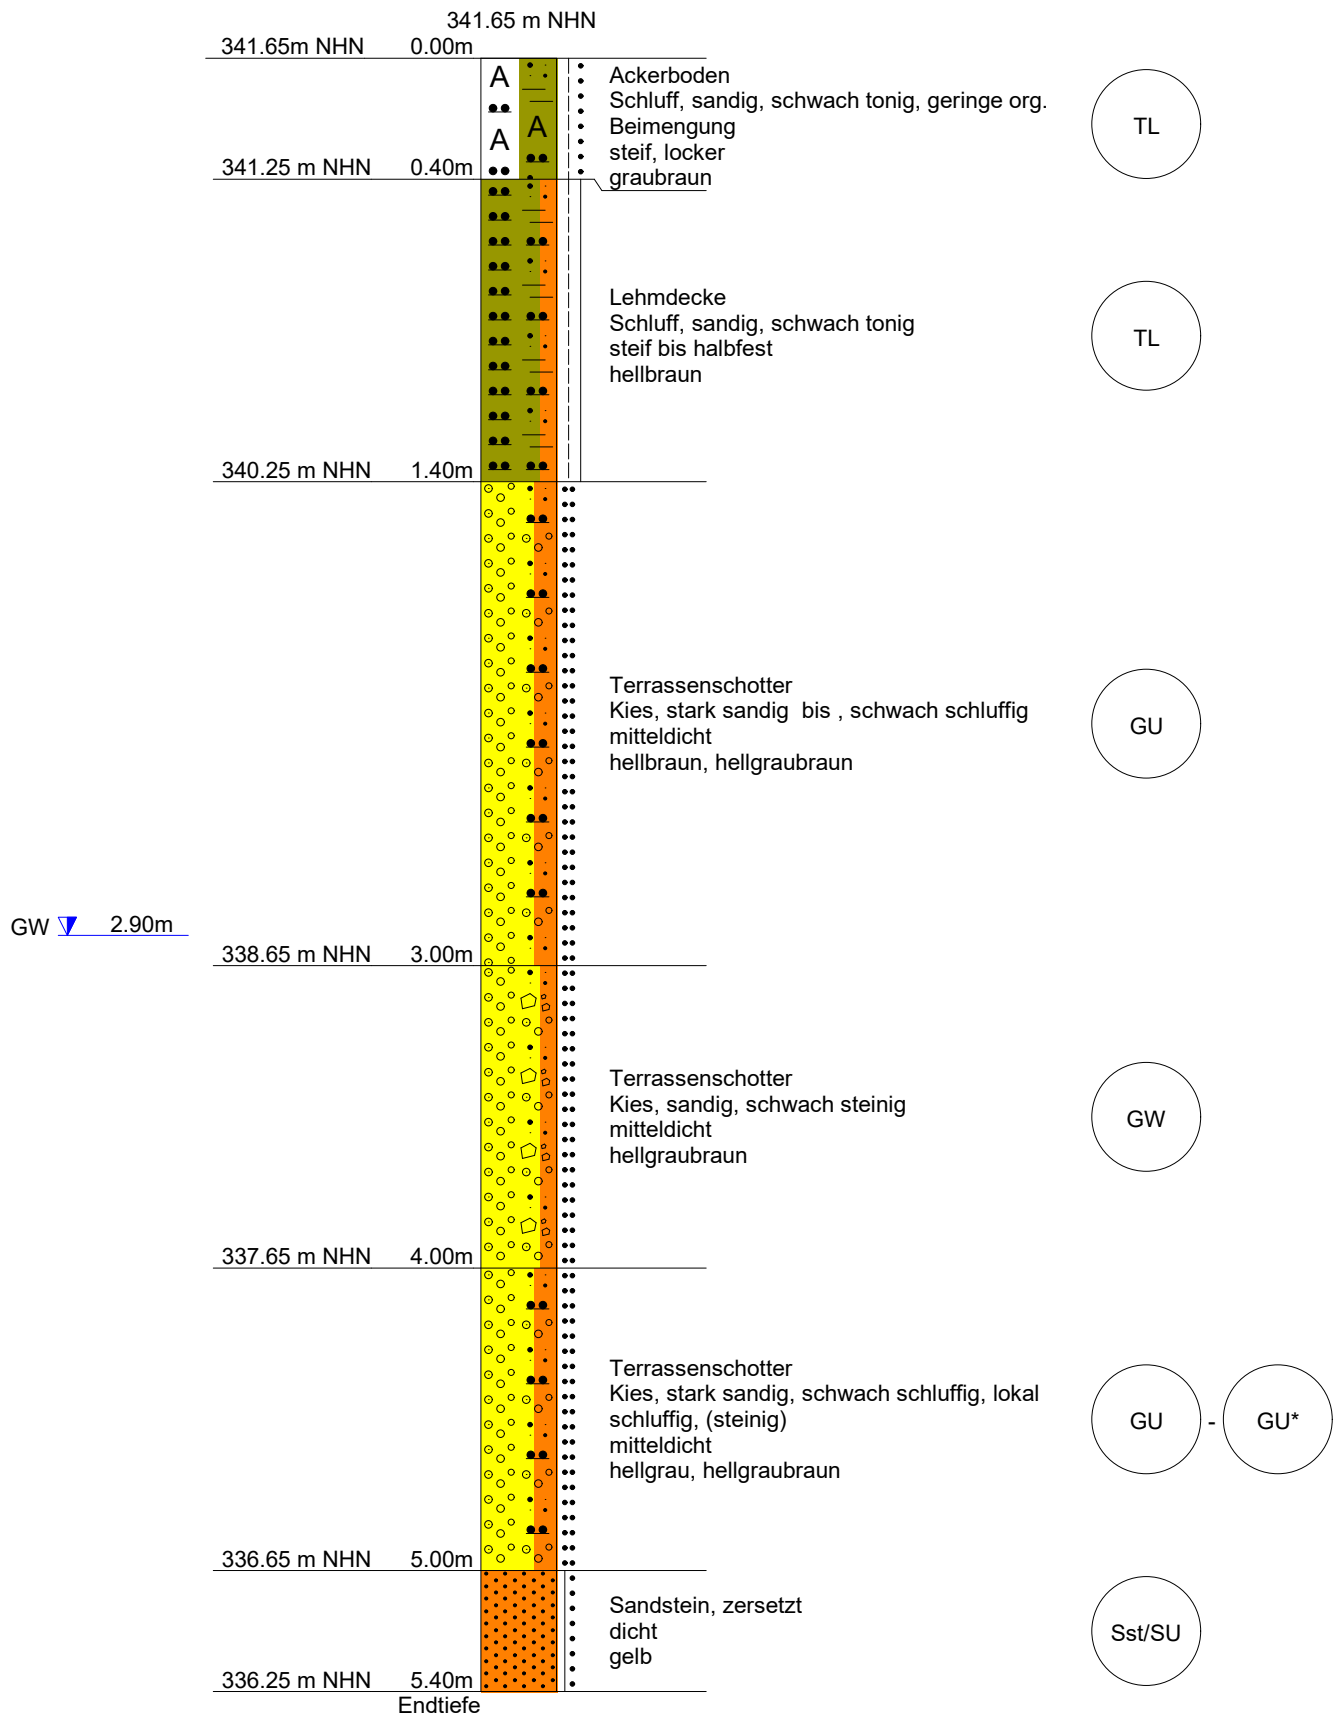 341.65 m NHN
341.65m NHN 0.00m
A
A
A
Ackerboden
Schluff, sandig, schwach tonig, geringe org.
Beimengung
steif, locker
graubraun
TL
341.25 m NHN 0.40m
Lehmdecke
Schluff, sandig, schwach tonig
steif bis halbfest
hellbraun
TL
340.25 m NHN 1.40m
Terrassenschotter
Kies, stark sandig bis , schwach schluffig
mitteldicht
hellbraun, hellgraubraun
GU
GW 2.90m
338.65 m NHN 3.00m
Terrassenschotter
Kies, sandig, schwach steinig
mitteldicht
hellgraubraun
GW
337.65 m NHN 4.00m
Terrassenschotter
Kies, stark sandig, schwach schluffig, lokal
schluffig, (steinig)
mitteldicht
hellgrau, hellgraubraun
GU - GU*
336.65 m NHN 5.00m
Sandstein, zersetzt
dicht
gelb
Sst/SU
336.25 m NHN 5.40m
Endtiefe